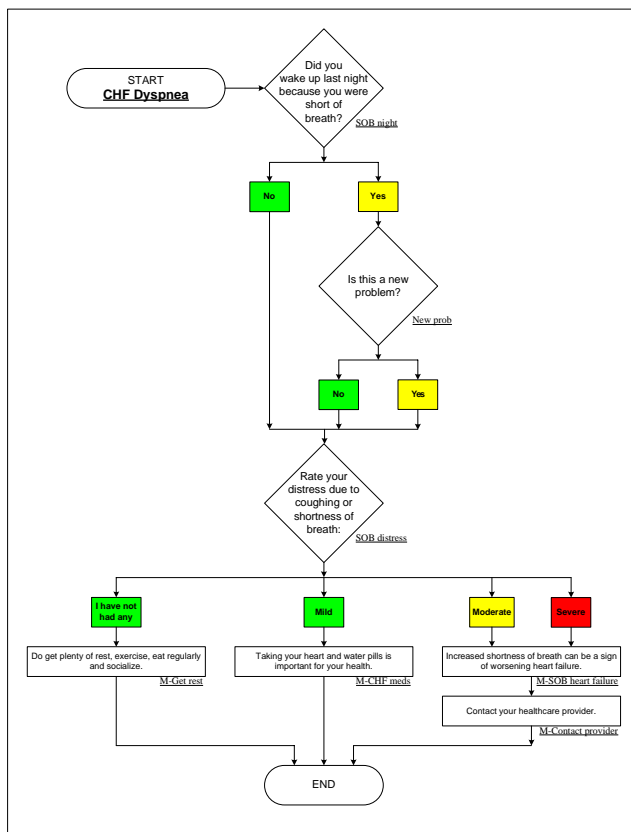 START
CHF Dyspnea
Did you
wake up last night
because you were
short of
breath?
SOB night
No
Yes
Is this a new
problem?
New prob
No
Yes
Rate your
distress due to
coughing or
shortness of
breath:
SOB distress
I have not
had any
Mild
Moderate
Severe
Do get plenty of rest, exercise, eat regularly
and socialize.
M-Get rest
Taking your heart and water pills is
important for your health.
M-CHF meds
Increased shortness of breath can be a sign
of worsening heart failure.
M-SOB heart failure
Contact your healthcare provider.
M-Contact provider
END